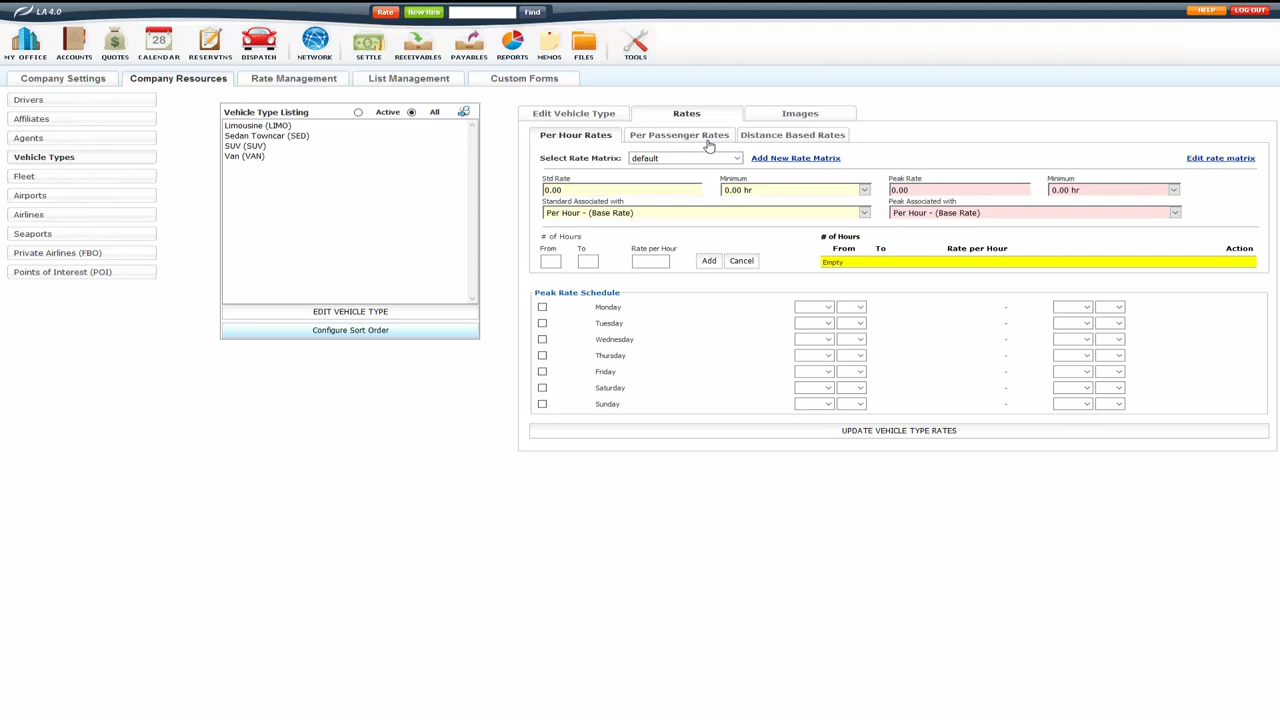 LA 4.0
Rate
New Res
Find
HELP
LOG OUT
MY OFFICE
ACCOUNTS
QUOTES
28
CALENDAR
RESERVTNS
DISPATCH
NETWORK
SETTLE
RECEIVABLES
PAYABLES
REPORTS
MEMOS
FILES
TOOLS
Company Settings
Company Resources
Rate Management
List Management
Custom Forms
Drivers
Affiliates
Agents
Vehicle Types
Fleet
Airports
Airlines
Seaports
Private Airlines (FBO)
Points of Interest (POI)
Vehicle Type Listing
Active
All
Limousine (LIMO)
Sedan Towncar (SED)
SUV (SUV)
Van (VAN)
EDIT VEHICLE TYPE
Configure Sort Order
Edit Vehicle Type
Rates
Images
Per Hour Rates
Per Passenger Rates
Distance Based Rates
Select Rate Matrix:
default
Add New Rate Matrix
Edit rate matrix
Std Rate
Minimum
Peak Rate
Minimum
0.00
0.00 hr
0.00
0.00 hr
Standard Associated with
Peak Associated with
Per Hour - (Base Rate)
Per Hour - (Base Rate)
# of Hours
From
To
Rate per Hour
Add
Cancel
# of Hours
From
To
Rate per Hour
Action
Empty
Peak Rate Schedule
Monday -
Tuesday -
Wednesday -
Thursday -
Friday -
Saturday -
Sunday -
UPDATE VEHICLE TYPE RATES